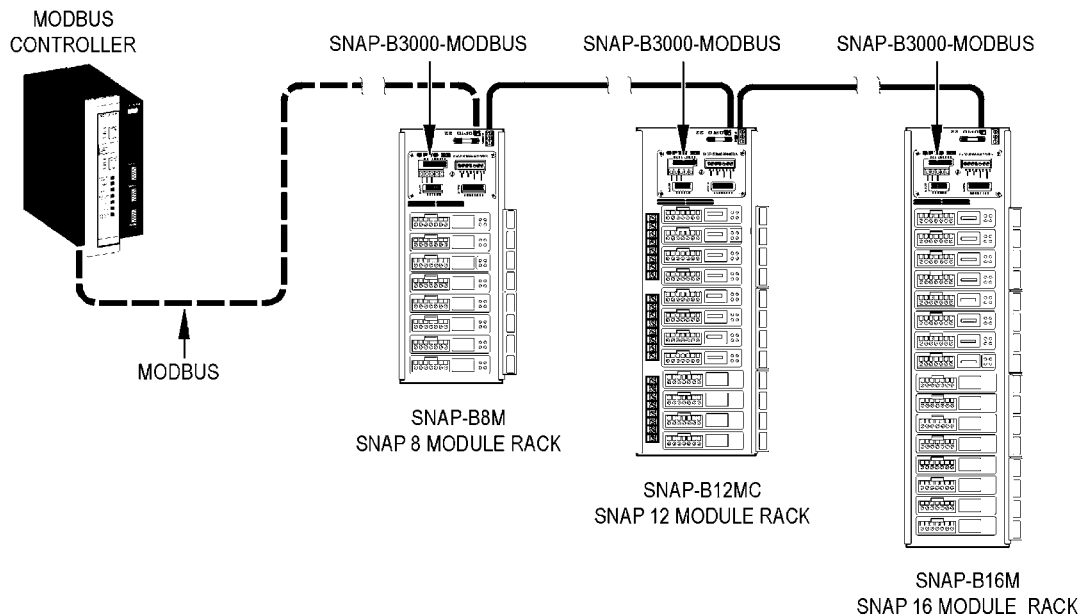 MODBUS
CONTROLLER
SNAP-B3000-MODBUS
SNAP-B3000-MODBUS
SNAP-B3000-MODBUS
MODBUS
SNAP-B8M
SNAP 8 MODULE RACK
SNAP-B12MC
SNAP 12 MODULE RACK
SNAP-B16M
SNAP 16 MODULE RACK